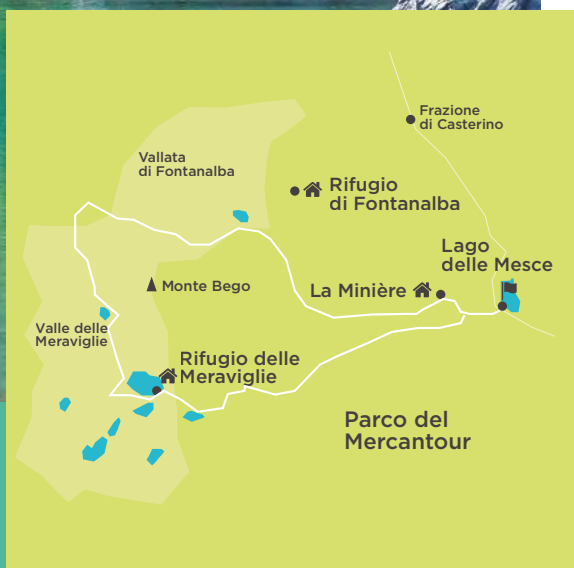 Frazione
di Casterino
Vallata
di Fontanalba
Rifugio
di Fontanalba
Lago
delle Mesce
La Minière
Monte Bego
Valle delle
Meraviglie
Rifugio delle
Meraviglie
Parco del
Mercantour